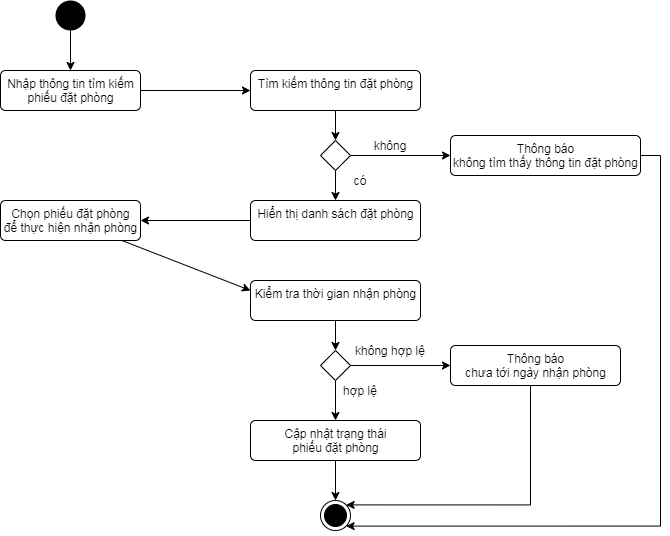 Nhập thông tin tìm kiếm
phiếu đặt phòng
Tìm kiếm thông tin đặt phòng
không
Thông báo
không tìm thấy thông tin đặt phòng
có
Chọn phiếu đặt phòng
để thực hiện nhận phòng
Hiển thị danh sách đặt phòng
Kiểm tra thời gian nhận phòng
không hợp lệ
Thông báo
chưa tới ngày nhận phòng
hợp lệ
Cập nhật trạng thái
phiếu đặt phòng